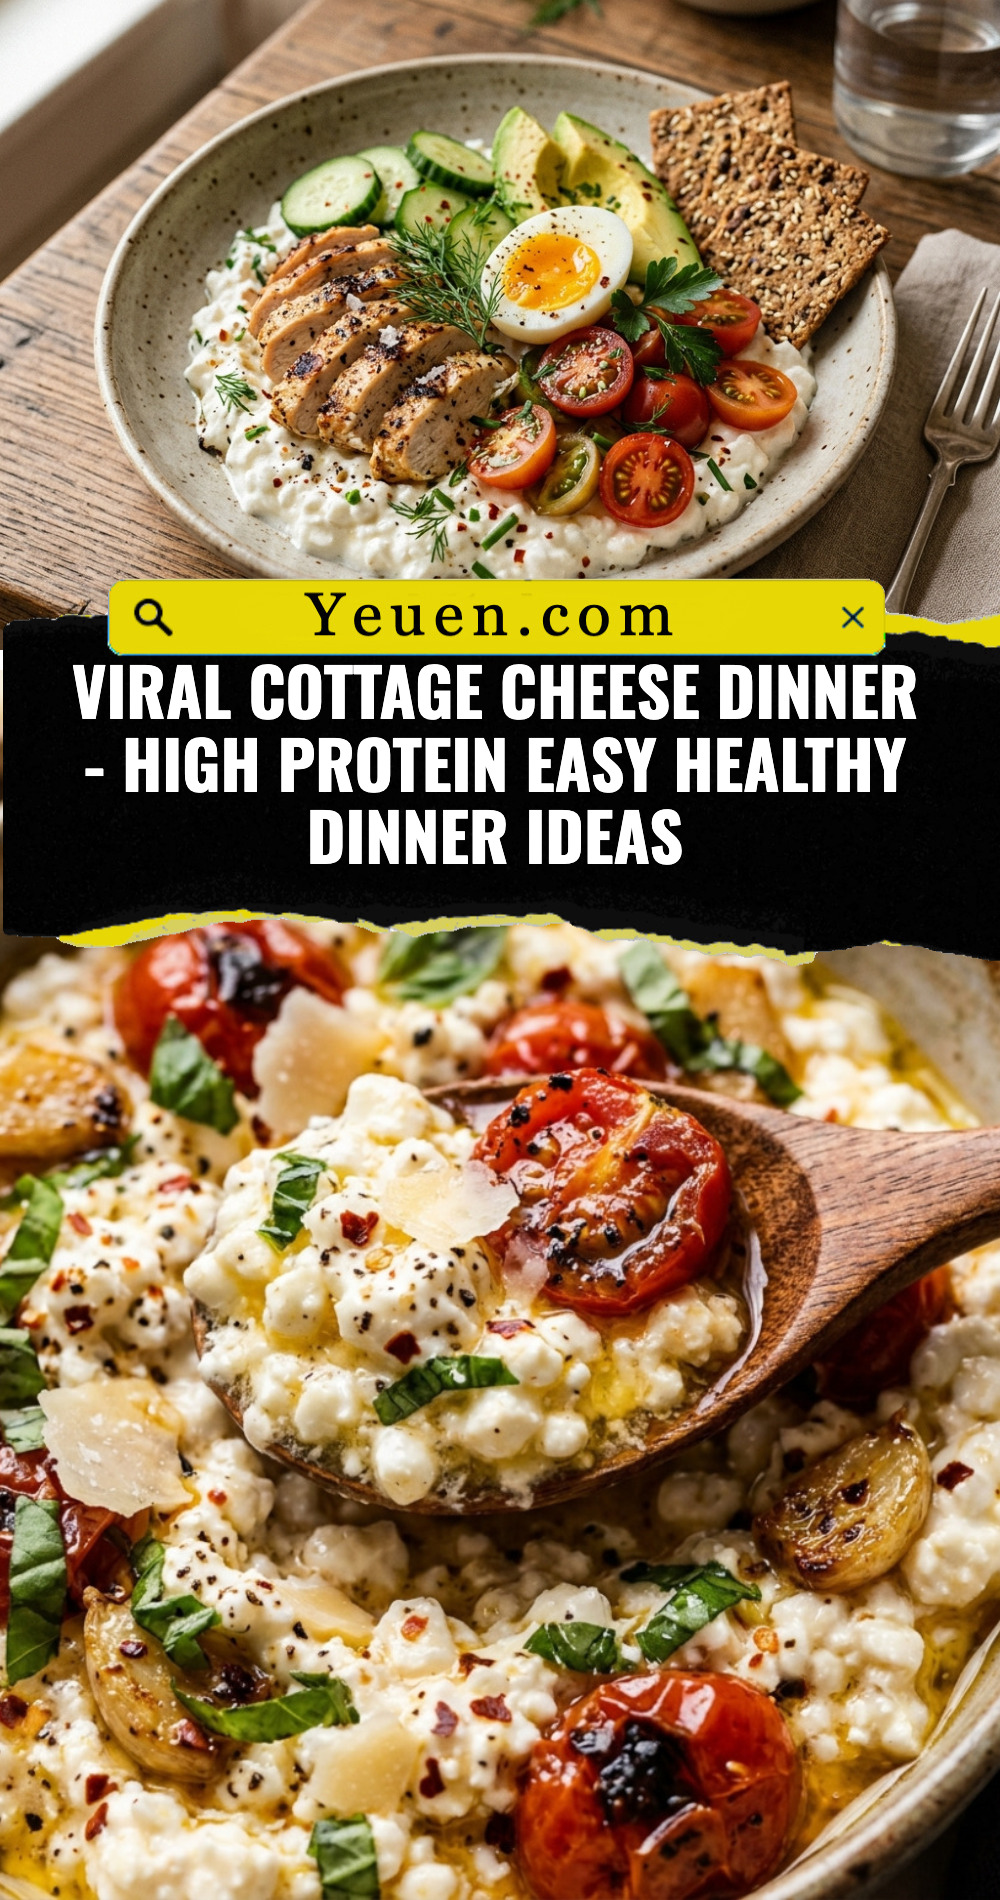 Yeuen.com
VIRAL COTTAGE CHEESE DINNER
- HIGH PROTEIN EASY HEALTHY
DINNER IDEAS